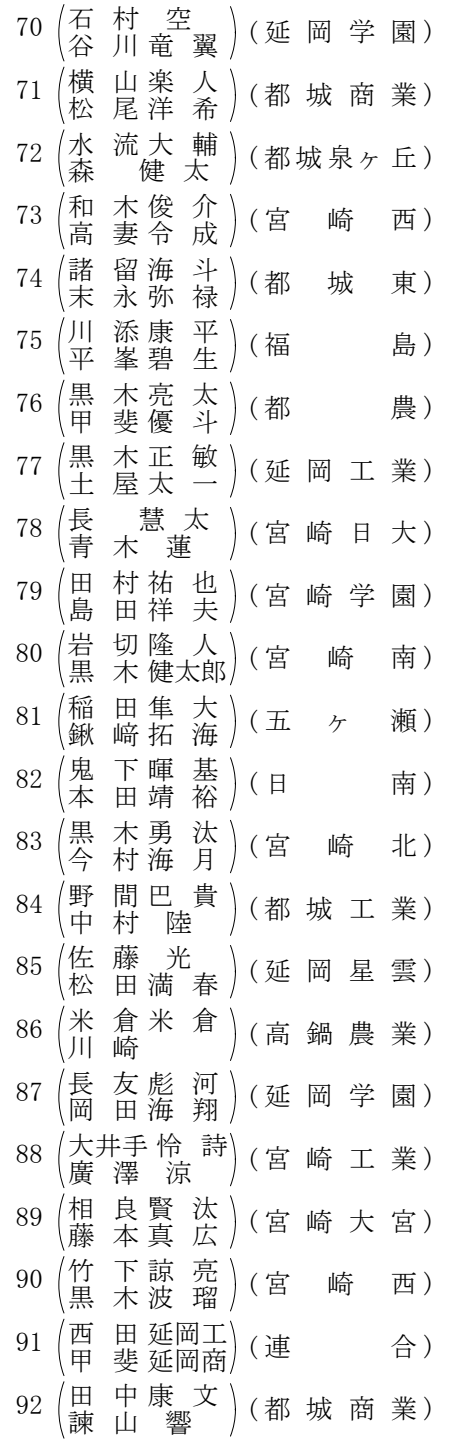 70 石村空 (延岡学園)
谷川竜翼
71 横山楽人 (都城商業)
松尾洋希
72 水流大輔 (都城泉ヶ丘)
森健太
73 和木俊介 (宮崎西)
高妻令成
74 諸留海斗 (都城東)
末永弥禄
75 川添康平 (福島)
平峯碧生
76 黒木亮太 (都農)
甲斐優斗
77 黒木正敏 (延岡工業)
土屋太一
78 長慧太 (宮崎日大)
青木蓮
79 田村祐也 (宮崎学園)
島田祥夫
80 岩切隆人 (宮崎南)
黒木健太郎
81 稲田隼大 (五ヶ瀬)
鍬﨑拓海
82 鬼下暉基 (日南)
本田靖裕
83 黒木勇汰 (宮崎北)
今村海月
84 野間巴貴 (都城工業)
中村陸
85 佐藤光 (延岡星雲)
松田満春
86 米倉米倉 (高鍋農業)
川崎
87 長友彪河 (延岡学園)
岡田海翔
88 大井手怜詩 (宮崎工業)
廣澤涼
89 相良賢汰 (宮崎大宮)
藤本真広
90 竹下諒亮 (宮崎西)
黒木波瑠
91 西田延岡工 (連合)
甲斐延岡商
92 田中康文 (都城商業)
諫山響